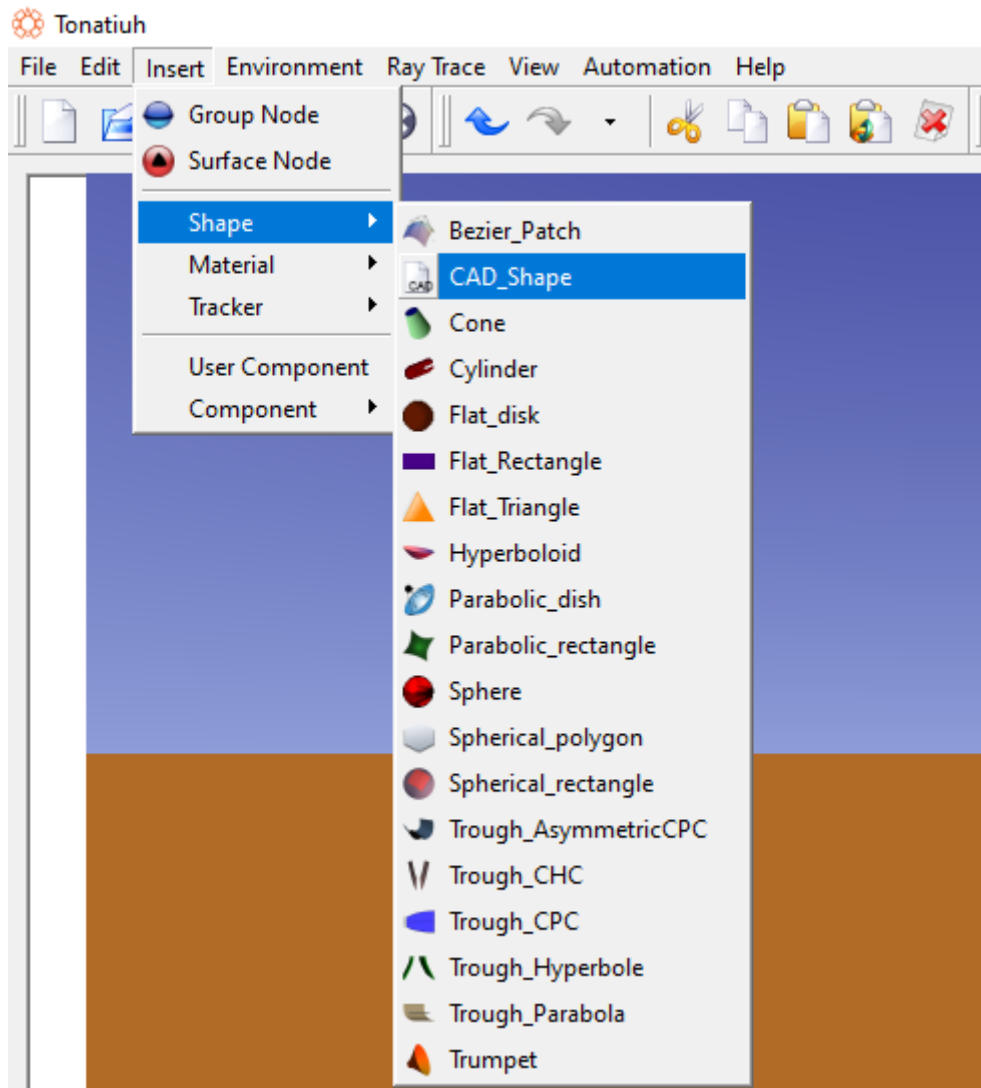 Tonatiuh
File Edit Insert Environment Ray Trace View Automation Help
Group Node
Surface Node
Shape
Material
Tracker
User Component
Component
Bezier_Patch
CAD_Shape
CAD
Cone
Cylinder
Flat_disk
Flat_Rectangle
Flat_Triangle
Hyperboloid
Parabolic_dish
Parabolic_rectangle
Sphere
Spherical_polygon
Spherical_rectangle
Trough_AsymmetricCPC
Trough_CHC
Trough_CPC
Trough_Hyperbole
Trough_Parabola
Trumpet